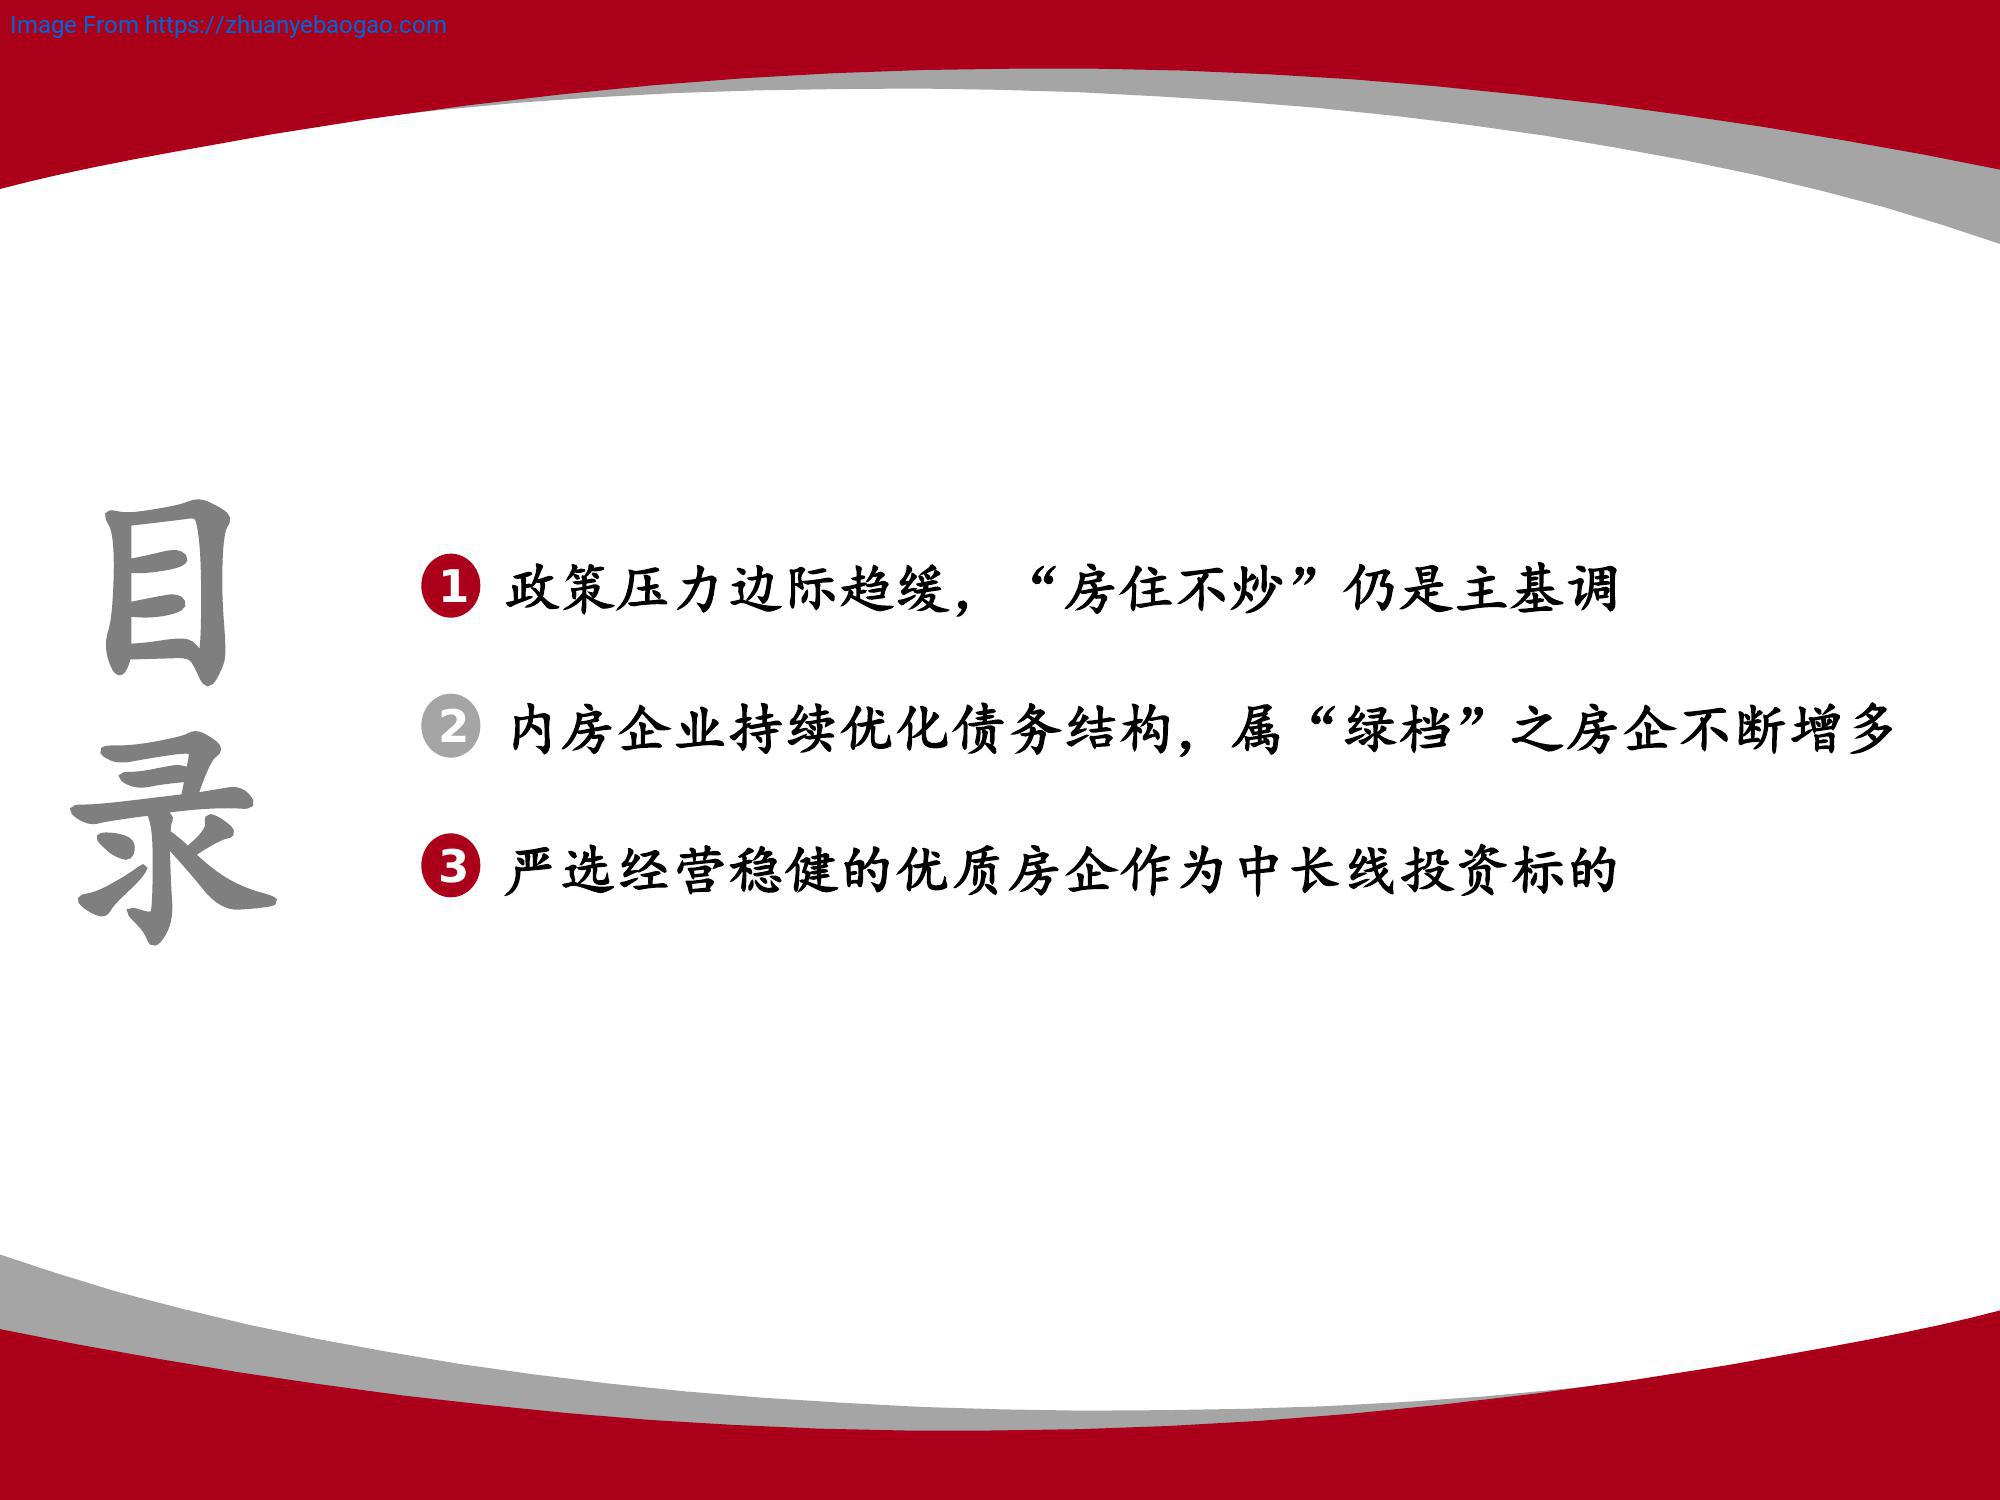 Image From https://zhuanyebaogao.com
目录
1 政策压力边际趋缓，“房住不炒”仍是主基调
2 内房企业持续优化债务结构，属“绿档”之房企不断增多
3 严选经营稳健的优质房企作为中长线投资标的